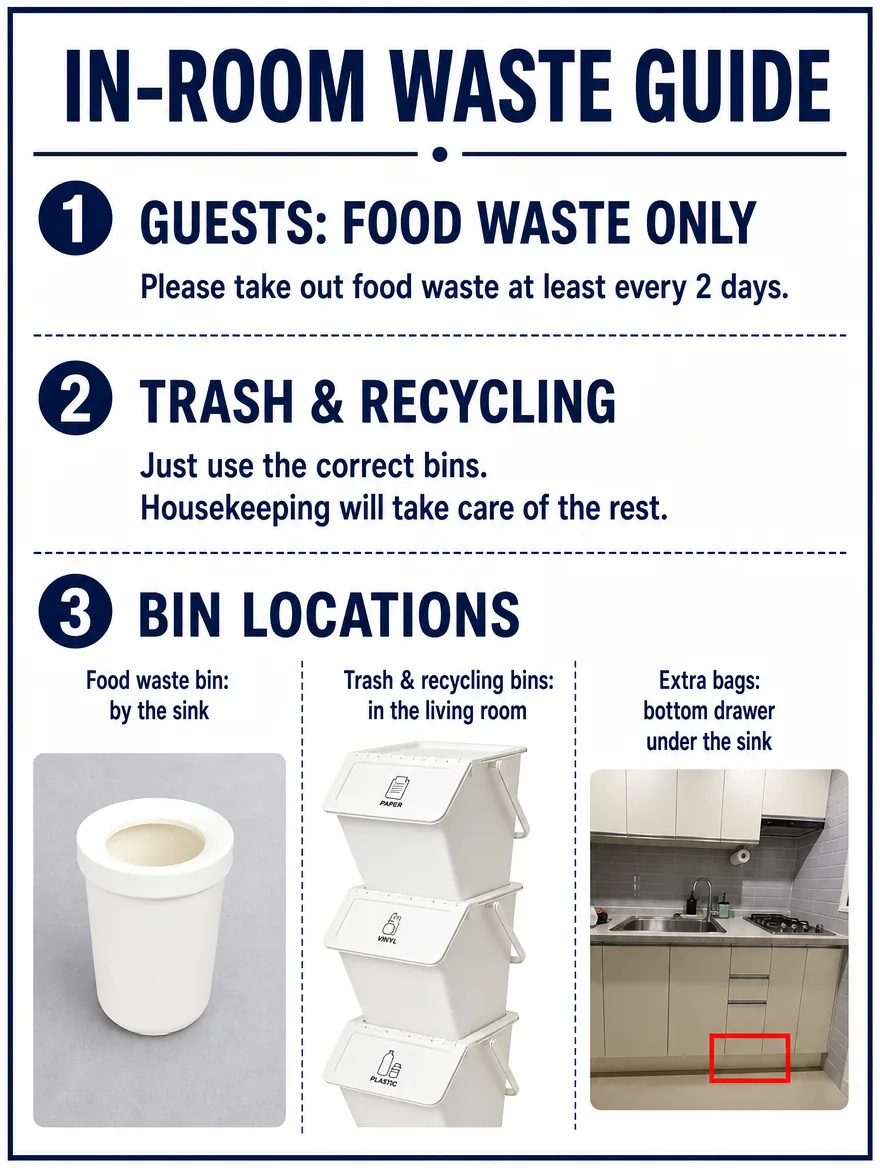 IN-ROOM WASTE GUIDE
1
GUESTS: FOOD WASTE ONLY
Please take out food waste at least every 2 days.
2
TRASH & RECYCLING
Just use the correct bins.
Housekeeping will take care of the rest.
3
BIN LOCATIONS
Food waste bin:
by the sink
Trash & recycling bins:
in the living room
Extra bags:
bottom drawer
under the sink
PAPER
VINYL
PLASTIC